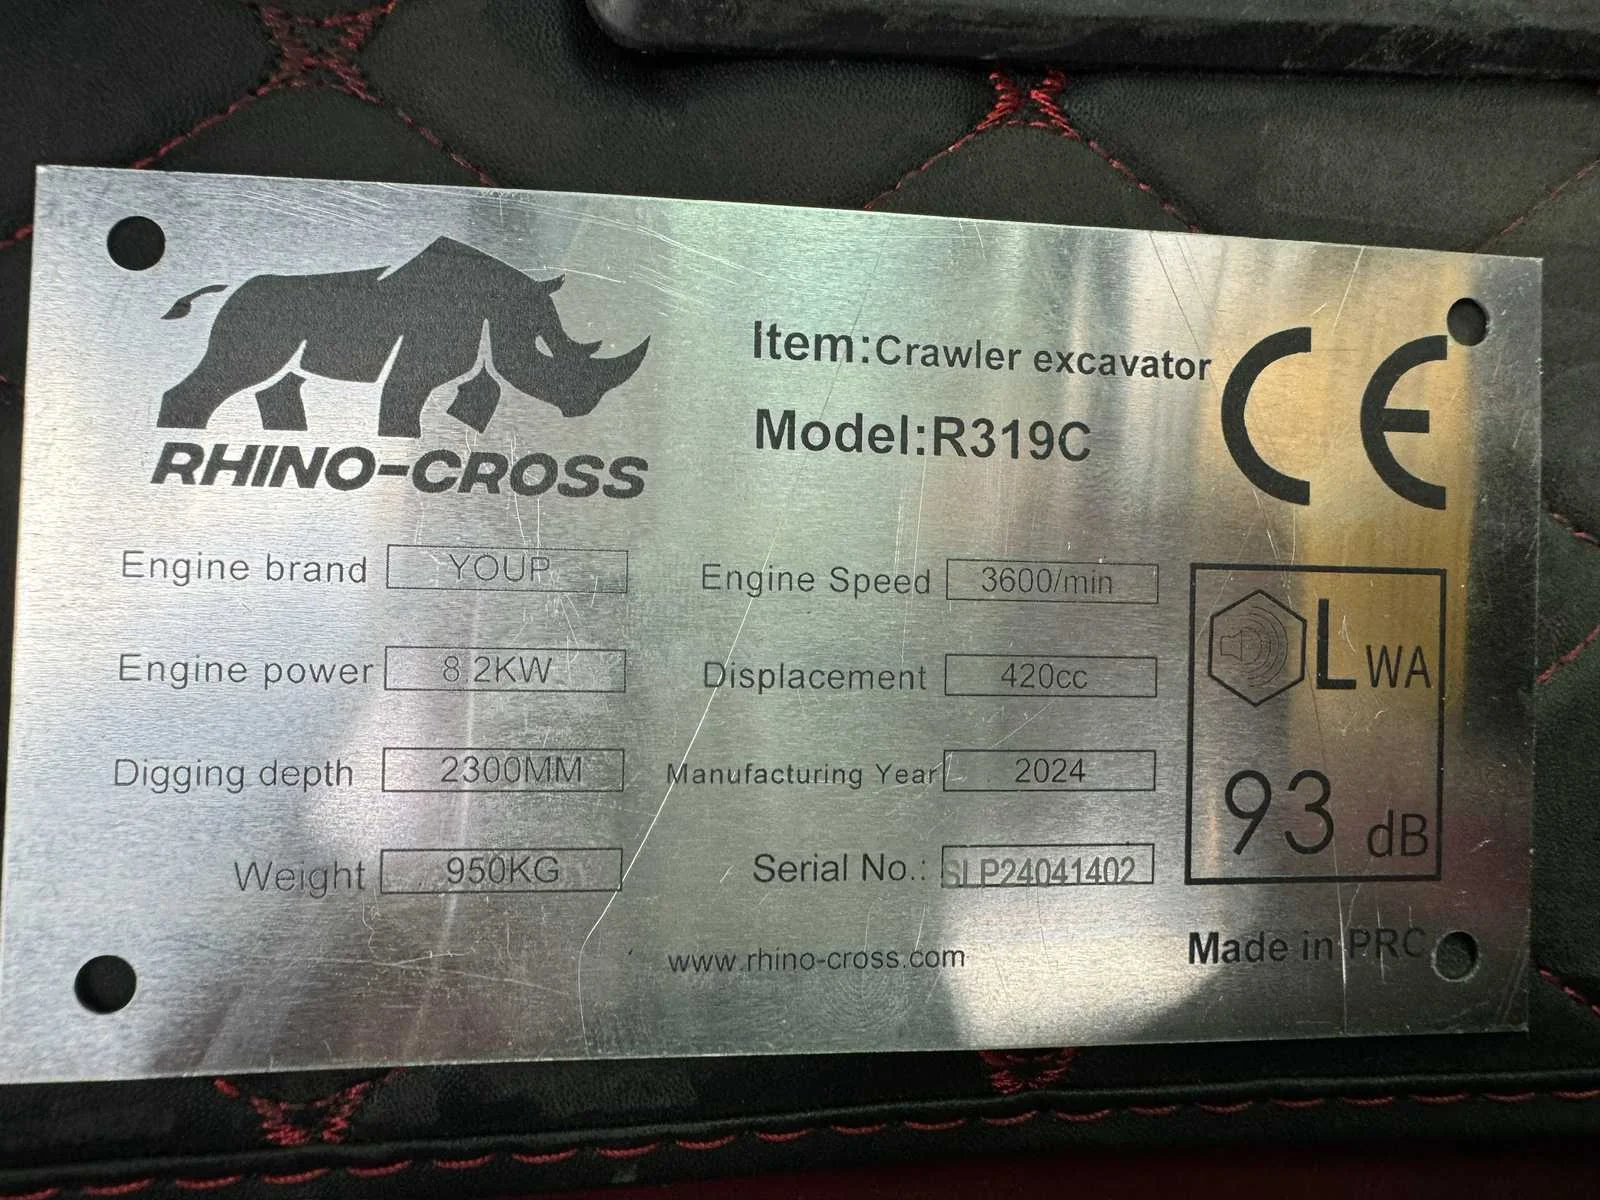 RHINO-CROSS
Item:Crawler excavator
Model:R319C
CE
Engine brand YOUP
Engine Speed 3600/min
Engine power 8.2KW
Displacement 420cc
Digging depth 2300MM
Manufacturing Year 2024
Weight 950KG
Serial No.: SLP24041402
LWA
93 dB
www.rhino-cross.com
Made in PRC